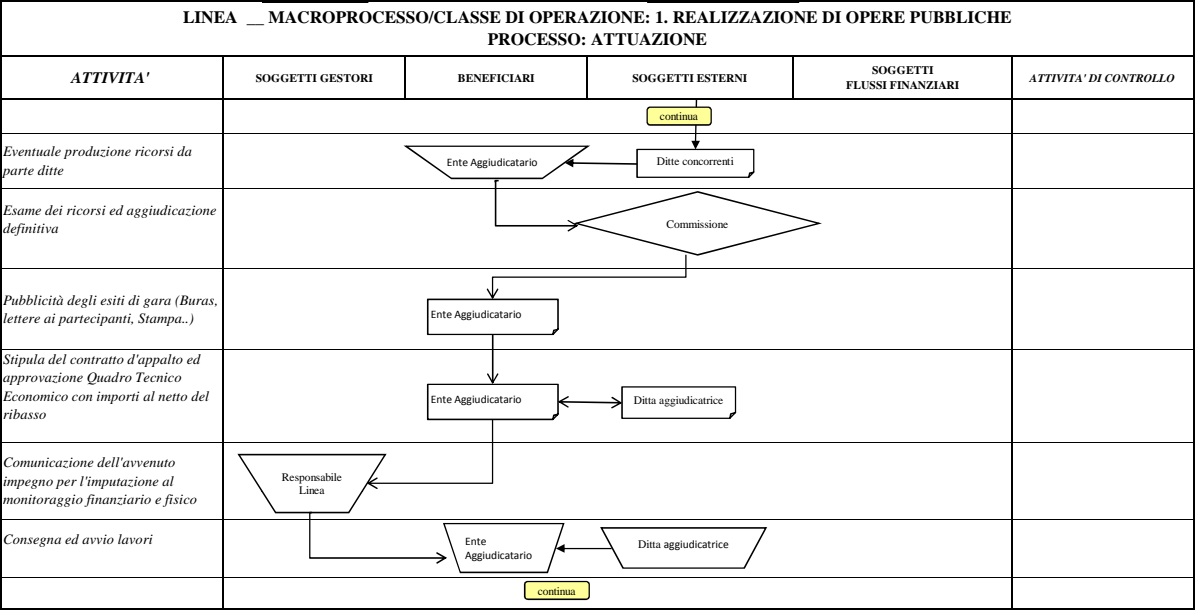 LINEA __ MACROPROCESSO/CLASSE DI OPERAZIONE: 1. REALIZZAZIONE DI OPERE PUBBLICHE
PROCESSO: ATTUAZIONE
ATTIVITA'
SOGGETTI GESTORI
BENEFICIARI
SOGGETTI ESTERNI
SOGGETTI
FLUSSI FINANZIARI
ATTIVITA' DI CONTROLLO
continua
Eventuale produzione ricorsi da
parte ditte
Ente Aggiudicatario
Ditte concorrenti
Esame dei ricorsi ed aggiudicazione
definitiva
Commissione
Pubblicità degli esiti di gara (Buras,
lettere ai partecipanti, Stampa..)
Ente Aggiudicatario
Stipula del contratto d'appalto ed
approvazione Quadro Tecnico
Economico con importi al netto del
ribasso
Ente Aggiudicatario
Ditta aggiudicatrice
Comunicazione dell'avvenuto
impegno per l'imputazione al
monitoraggio finanziario e fisico
Responsabile
Linea
Consegna ed avvio lavori
Ente
Aggiudicatario
Ditta aggiudicatrice
continua